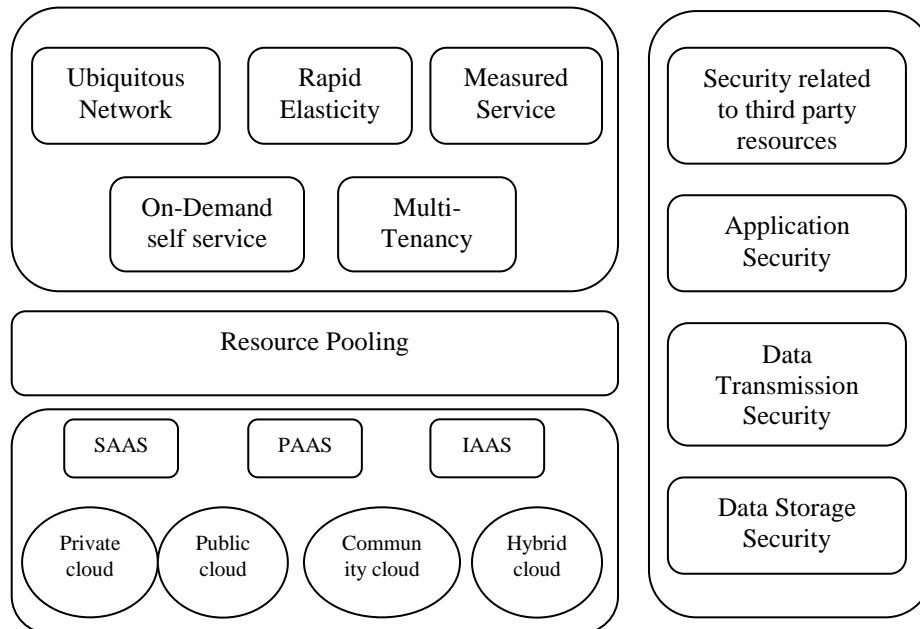 Ubiquitous
Network
Rapid
Elasticity
Measured
Service
On-Demand
self service
Multi-
Tenancy
Resource Pooling
SAAS
PAAS
IAAS
Private
cloud
Public
cloud
Commun
ity cloud
Hybrid
cloud
Security related
to third party
resources
Application
Security
Data
Transmission
Security
Data Storage
Security